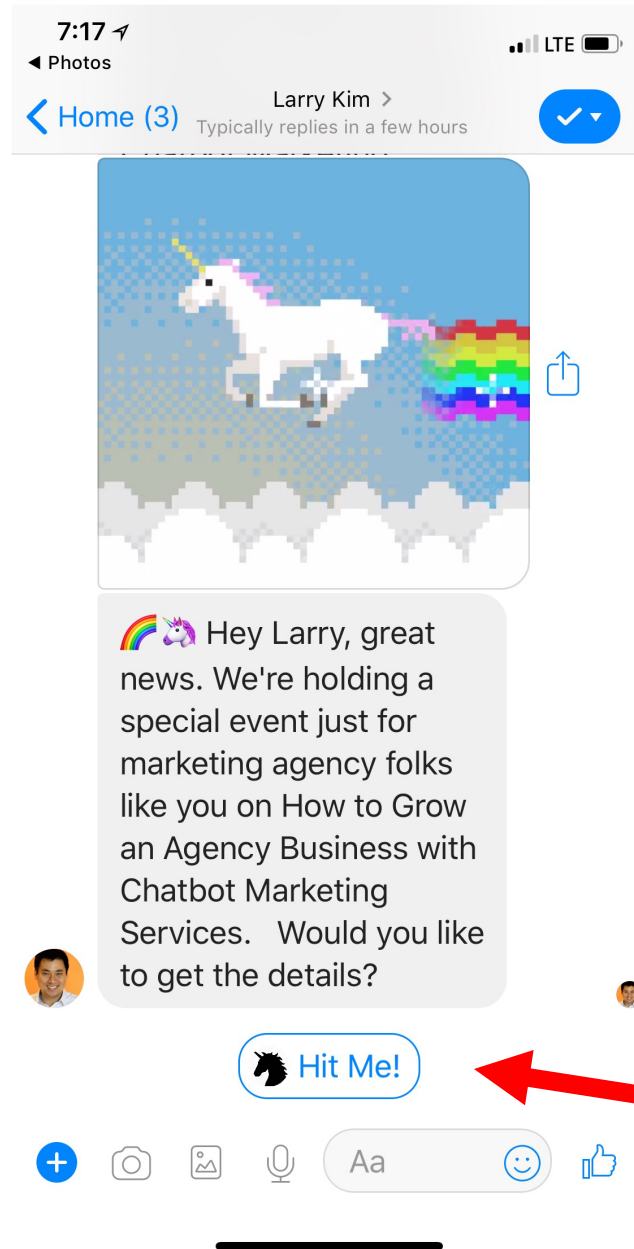 7:17
LTE
◀ Photos
Home (3)
Larry Kim >
Typically replies in a few hours
🌈🦄 Hey Larry, great
news. We're holding a
special event just for
marketing agency folks
like you on How to Grow
an Agency Business with
Chatbot Marketing
Services.   Would you like
to get the details?
Hit Me!
Aa